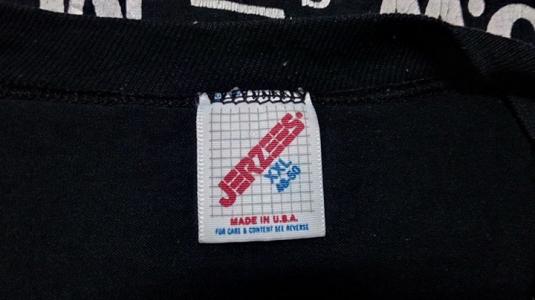 JERZEES®
XXL
48-50
MADE IN U.S.A.
FOR CARE & CONTENT SEE REVERSE